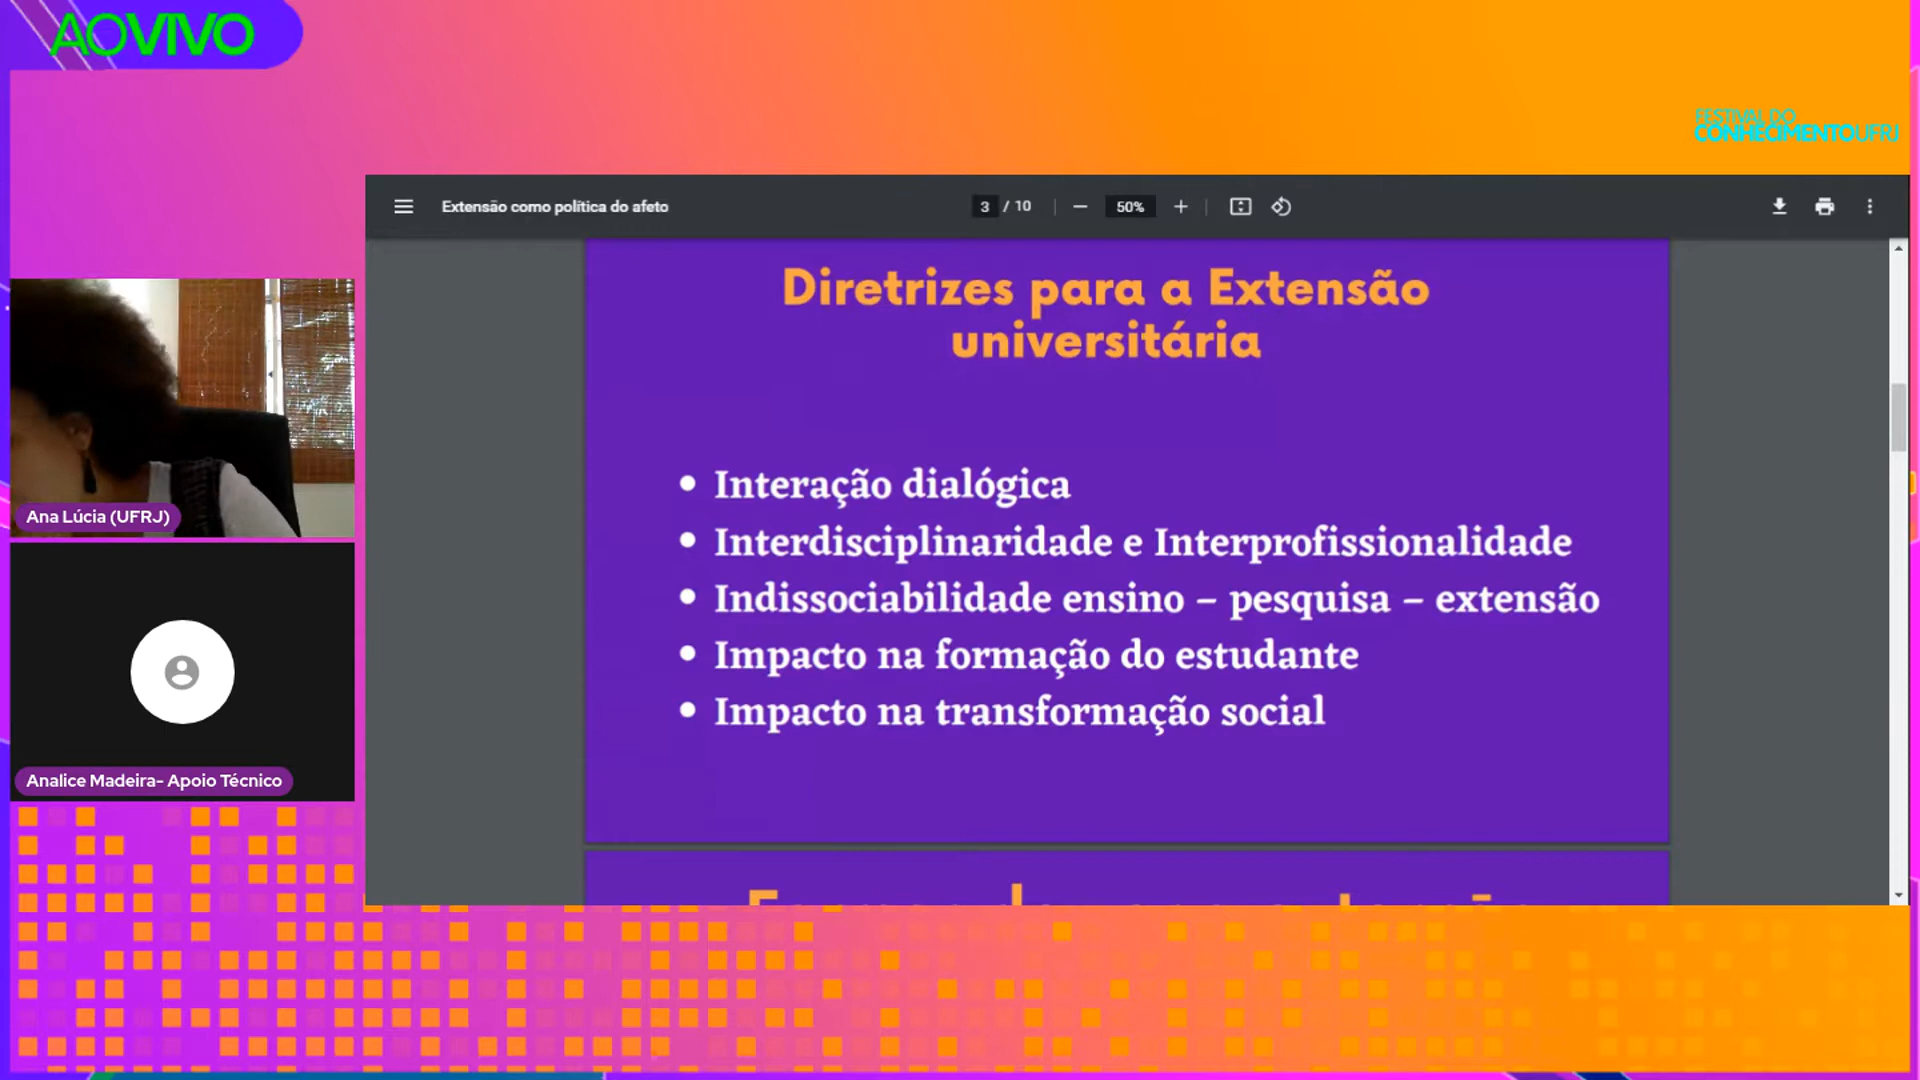 AOVIVO
FESTIVAL DO
CONHECIMENTOUFRJ
Extensão como política do afeto
3 / 10
50%
Diretrizes para a Extensão
universitária
• Interação dialógica
• Interdisciplinaridade e Interprofissionalidade
• Indissociabilidade ensino – pesquisa – extensão
• Impacto na formação do estudante
• Impacto na transformação social
Ana Lúcia (UFRJ)
Analice Madeira- Apoio Técnico